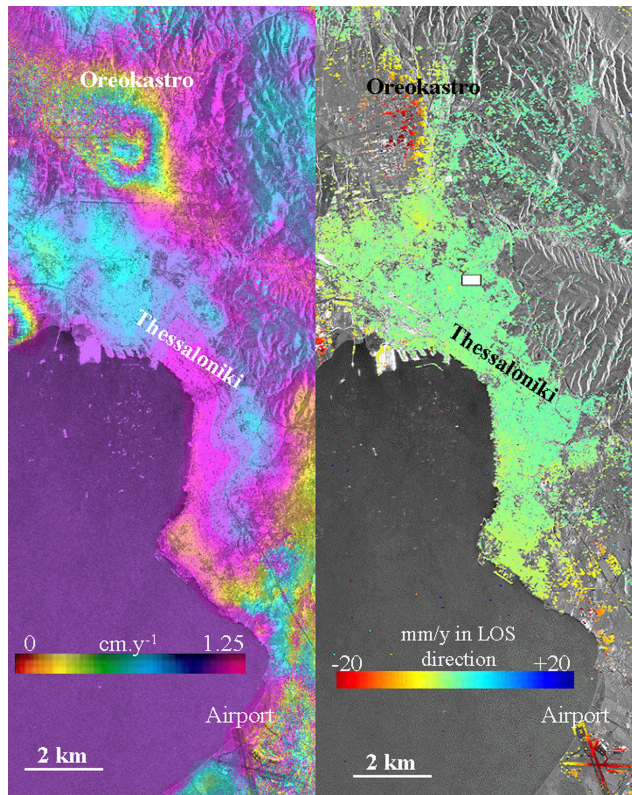 Oreokastro
Thessaloniki
0 cm.y-1 1.25
Airport
2 km
Oreokastro
Thessaloniki
mm/y in LOS
direction
-20 +20
Airport
2 km